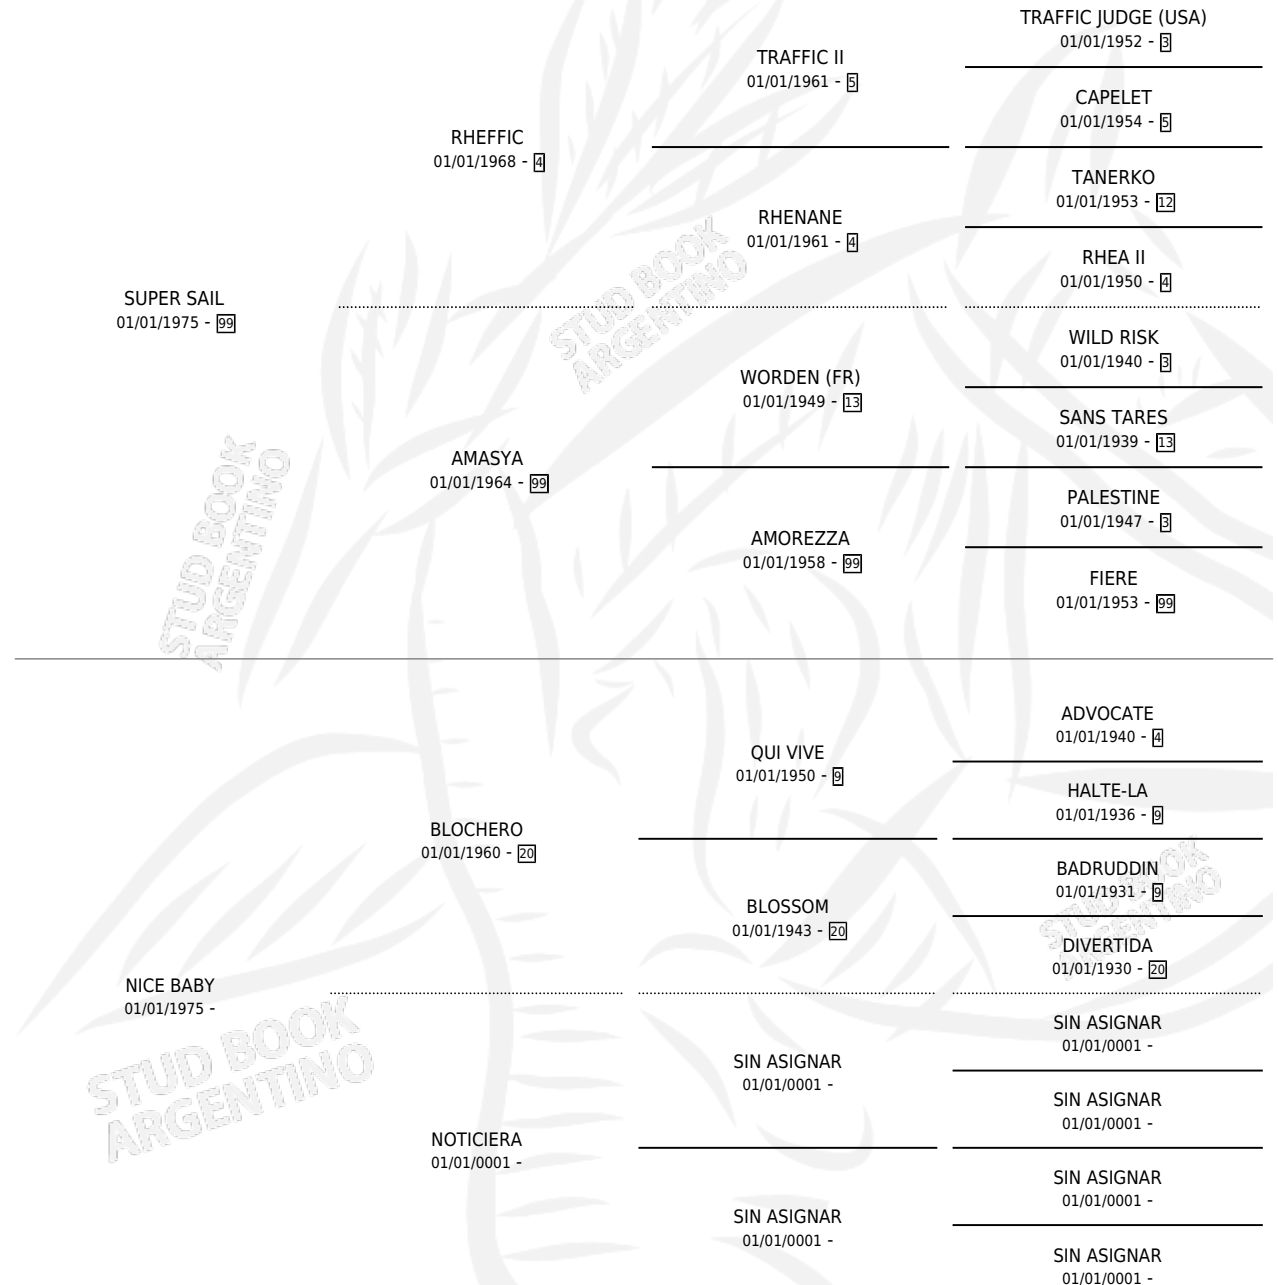 TRAFFIC JUDGE (USA)
01/01/1952 - 3
TRAFFIC II
01/01/1961 - 5
CAPELET
01/01/1954 - 5
RHEFFIC
01/01/1968 - 4
TANERKO
01/01/1953 - 12
RHENANE
01/01/1961 - 4
RHEA II
01/01/1950 - 4
SUPER SAIL
01/01/1975 - 99
STUD BOOK
ARGENTINO
WILD RISK
01/01/1940 - 3
WORDEN (FR)
01/01/1949 - 13
SANS TARES
01/01/1939 - 13
AMASYA
01/01/1964 - 99
PALESTINE
01/01/1947 - 3
AMOREZZA
01/01/1958 - 99
FIERE
01/01/1953 - 99
STUD BOOK
ARGENTINO
ADVOCATE
01/01/1940 - 4
QUI VIVE
01/01/1950 - 9
HALTE-LA
01/01/1936 - 9
BLOCHERO
01/01/1960 - 20
BADRUDDIN
01/01/1931 - 9
BLOSSOM
01/01/1943 - 20
STUD BOOK
ARGENTINO
DIVERTIDA
01/01/1930 - 20
NICE BABY
01/01/1975 -
SIN ASIGNAR
01/01/0001 -
SIN ASIGNAR
01/01/0001 -
STUD BOOK
ARGENTINO
SIN ASIGNAR
01/01/0001 -
NOTICIERA
01/01/0001 -
SIN ASIGNAR
01/01/0001 -
SIN ASIGNAR
01/01/0001 -
SIN ASIGNAR
01/01/0001 -